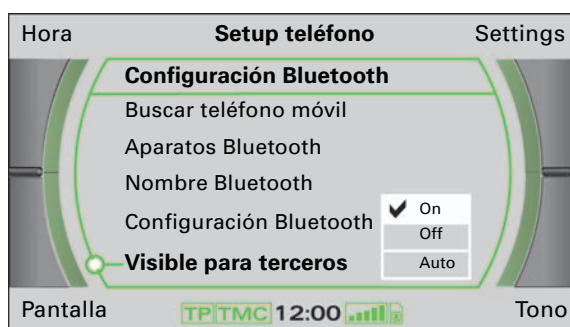 Hora Setup teléfono Settings
Configuración Bluetooth
Buscar teléfono móvil
Aparatos Bluetooth
Nombre Bluetooth
Configuración Bluetooth
On
Off
Visible para terceros
Auto
Pantalla TP TMC 12:00 Tono